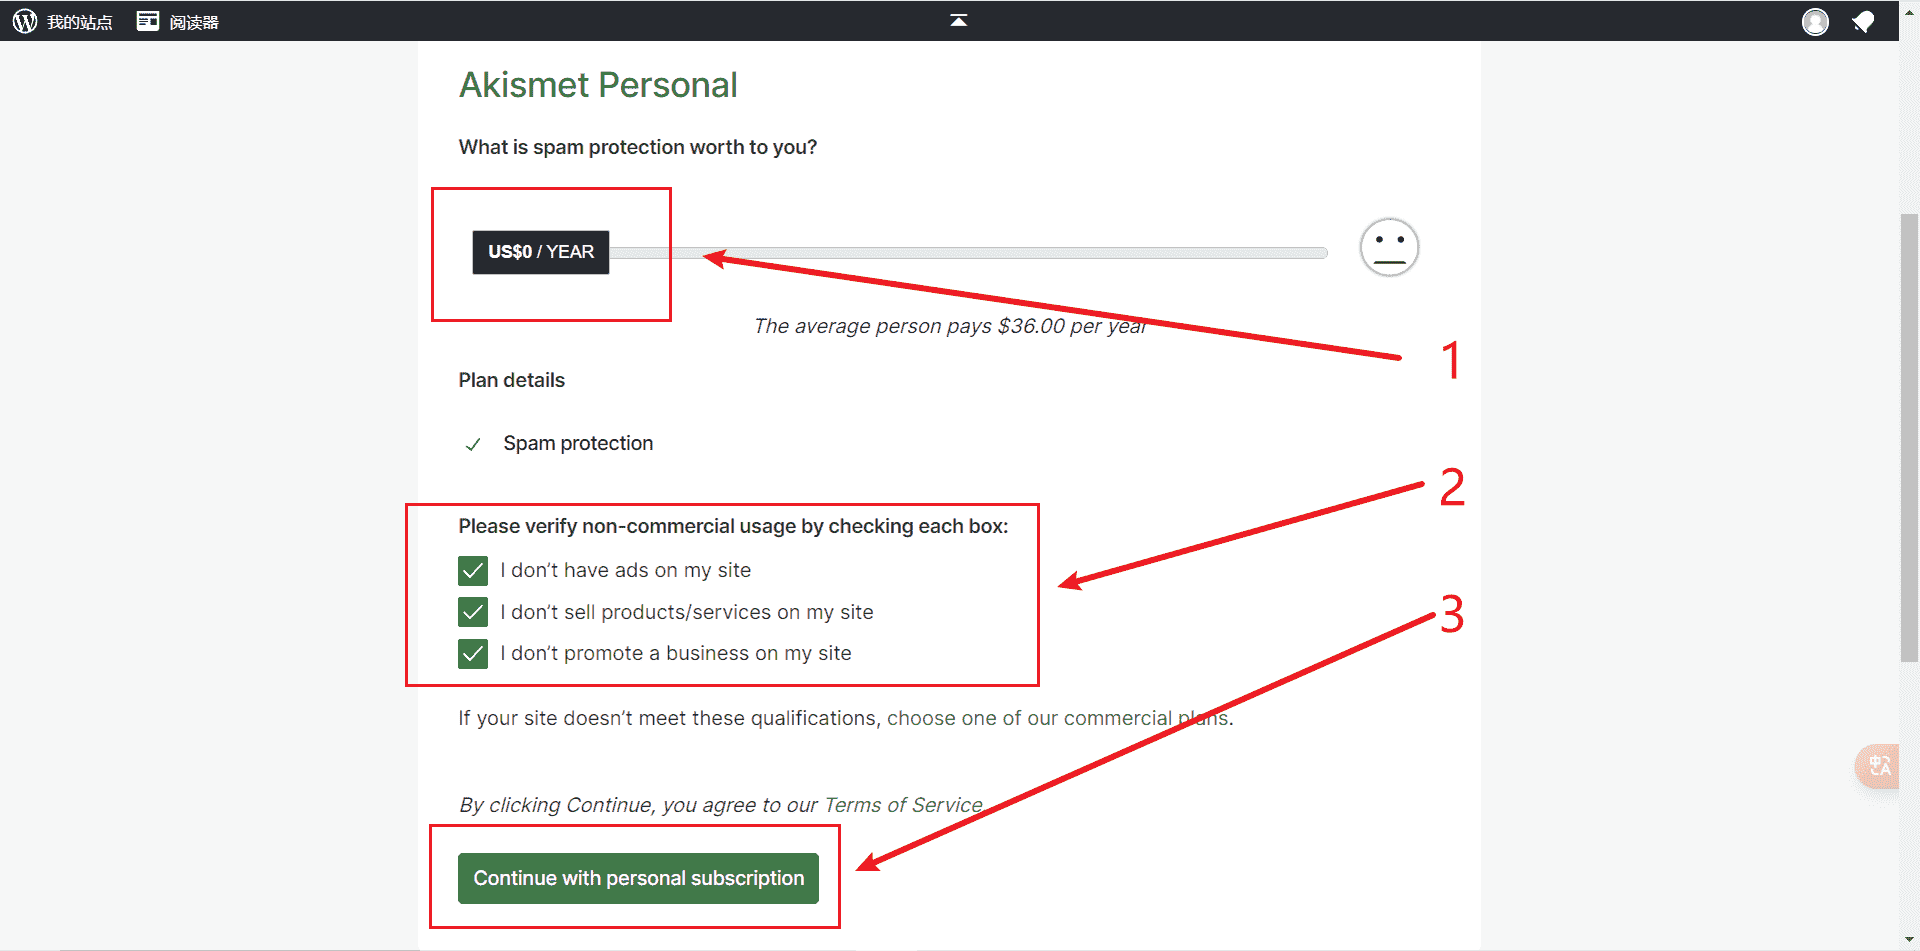 我的站点 阅读器
Akismet Personal
What is spam protection worth to you?
US$0 / YEAR
The average person pays $36.00 per year
1
Plan details
Spam protection
2
Please verify non-commercial usage by checking each box:
I don’t have ads on my site
I don’t sell products/services on my site
3
I don’t promote a business on my site
If your site doesn’t meet these qualifications, choose one of our commercial plans.
中A
By clicking Continue, you agree to our Terms of Service.
Continue with personal subscription